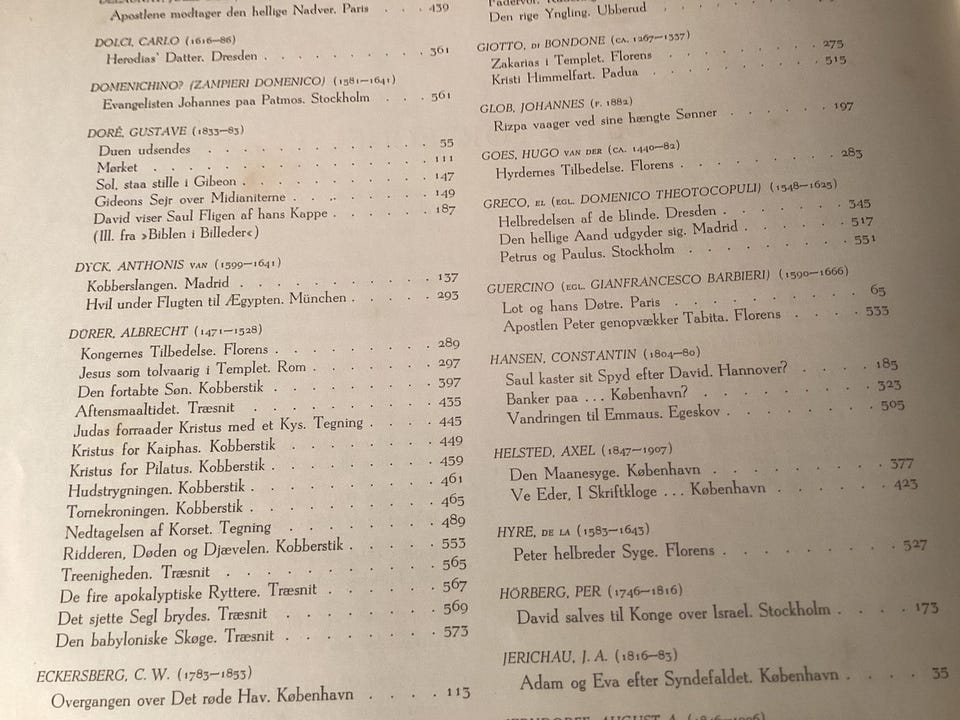 Apostlene modtager den hellige Nadver. Paris . . 439
DOLCI, CARLO (1616—86)
Herodias' Datter. Dresden . . . . . . . . . 361
DOMENICHINO? (ZAMPIERI DOMENICO) (1581—1641)
Evangelisten Johannes paa Patmos. Stockholm . . . 561
DORÉ, GUSTAVE (1833—83)
Duen udsendes . . . . . . . . . . . 55
Mørket . . . . . . . . . . . . . 111
Sol, staa stille i Gibeon . . . . . . . . . 147
Gideons Sejr over Midianiterne . . . . . . . 149
David viser Saul Fligen af hans Kappe . . . . . 187
(Ill. fra »Biblen i Billeder«)
DYCK, ANTHONIS VAN (1599—1641)
Kobberslangen. Madrid . . . . . . . . . . 137
Hvil under Flugten til Ægypten. München . . . . 293
DÜRER, ALBRECHT (1471—1528)
Kongernes Tilbedelse. Florens . . . . . . . . 289
Jesus som tolvaarig i Templet. Rom . . . . . . 297
Den fortabte Søn. Kobberstik . . . . . . . . 397
Aftensmaaltidet. Træsnit . . . . . . . . . 435
Judas forraader Kristus med et Kys. Tegning . . . . 445
Kristus for Kaiphas. Kobberstik . . . . . . . 449
Kristus for Pilatus. Kobberstik . . . . . . . . 459
Hudstrygningen. Kobberstik . . . . . . . . . 461
Tornekroningen. Kobberstik . . . . . . . . . 465
Nedtagelsen af Korset. Tegning . . . . . . . 489
Ridderen, Døden og Djævelen. Kobberstik . . . . . 553
Treenigheden. Træsnit . . . . . . . . . . 565
De fire apokalyptiske Ryttere. Træsnit . . . . . 567
Det sjette Segl brydes. Træsnit . . . . . . . 569
Den babyloniske Skøge. Træsnit . . . . . . . 573
ECKERSBERG, C. W. (1783—1853)
Overgangen over Det røde Hav. København . . . . 113
Den rige Yngling. Ubberud
GIOTTO, DI BONDONE (CA. 1267—1337)
Zakarias i Templet. Florens . . . . . . . . 275
Kristi Himmelfart. Padua . . . . . . . . . 515
GLOB, JOHANNES (F. 1882)
Rizpa vaager ved sine hængte Sønner . . . . . 197
GOES, HUGO VAN DER (CA. 1440—82)
Hyrdernes Tilbedelse. Florens . . . . . . . . 283
GRECO, EL (EGL. DOMENICO THEOTOCOPULI) (1548—1625)
Helbredelsen af de blinde. Dresden . . . . . . . 345
Den hellige Aand udgyder sig. Madrid . . . . . . 517
Petrus og Paulus. Stockholm . . . . . . . . 551
GUERCINO (EGL. GIANFRANCESCO BARBIERI) (1590—1666)
Lot og hans Døtre. Paris . . . . . . . . . 65
Apostlen Peter genopvækker Tabita. Florens . . . . 533
HANSEN, CONSTANTIN (1804—80)
Saul kaster sit Spyd efter David. Hannover? . . . . 185
Banker paa ... København? . . . . . . . . 323
Vandringen til Emmaus. Egeskov . . . . . . . 505
HELSTED, AXEL (1847—1907)
Den Maanesyge. København . . . . . . . . 377
Ve Eder, I Skriftkloge ... København . . . . . . 423
HYRE, DE LA (1583—1643)
Peter helbreder Syge. Florens . . . . . . . . 527
HÖRBERG, PER (1746—1816)
David salves til Konge over Israel. Stockholm . . . . 173
JERICHAU, J. A. (1816—83)
Adam og Eva efter Syndefaldet. København . . . . 35